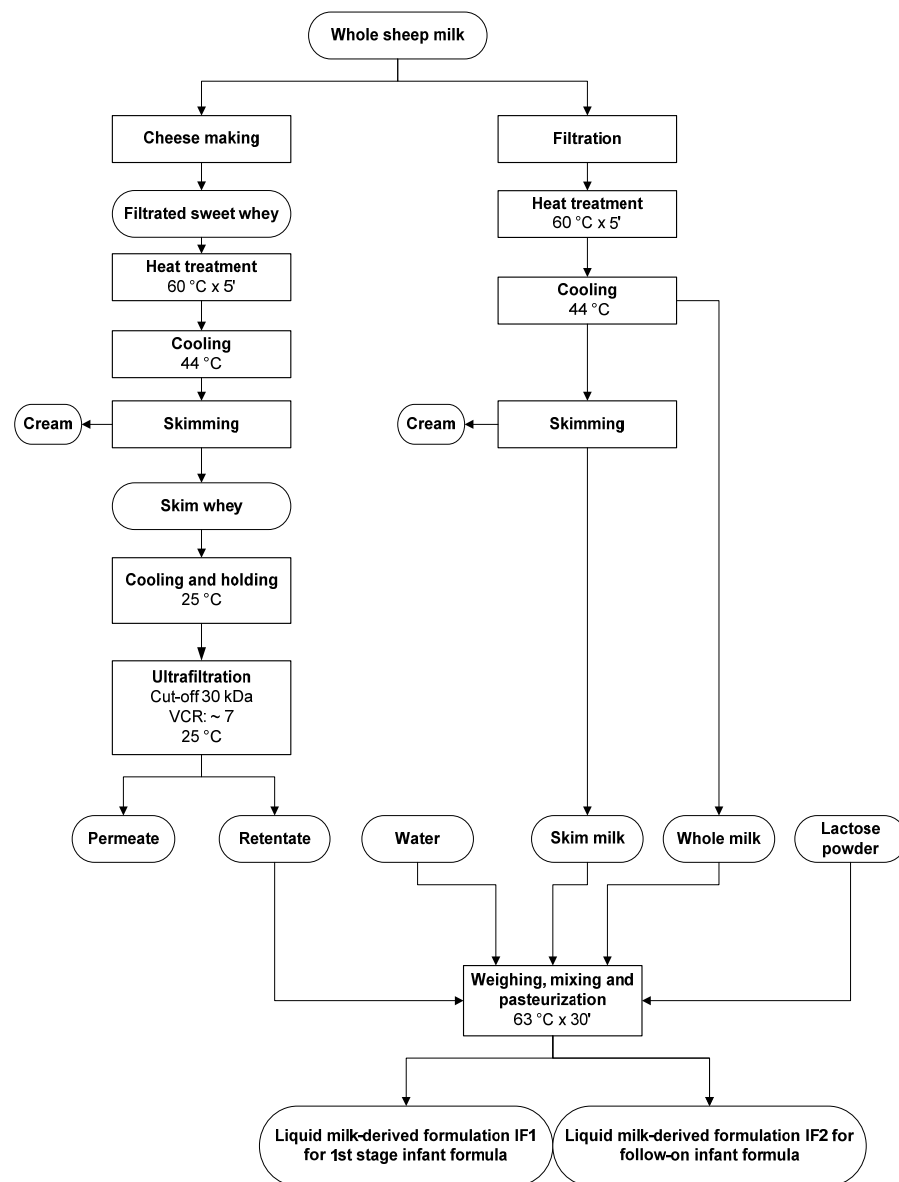 Whole sheep milk
Cheese making
Filtration
Filtrated sweet whey
Heat treatment
60 °C x 5'
Heat treatment
60 °C x 5'
Cooling
44 °C
Cooling
44 °C
Cream
Skimming
Cream
Skimming
Skim whey
Cooling and holding
25 °C
Ultrafiltration
Cut-off 30 kDa
VCR: ~ 7
25 °C
Permeate
Retentate
Water
Skim milk
Whole milk
Lactose
powder
Weighing, mixing and
pasteurization
63 °C x 30'
Liquid milk-derived formulation IF1
for 1st stage infant formula
Liquid milk-derived formulation IF2 for
follow-on infant formula